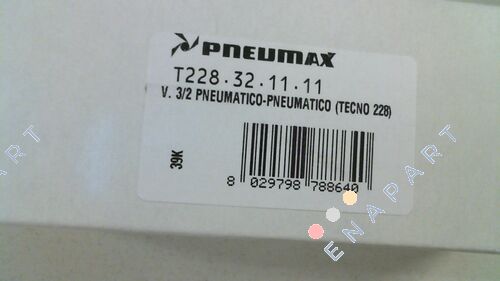 PNEUMAX
T228.32.11.11
V. 3/2 PNEUMATICO-PNEUMATICO (TECNO 228)
39K
8 029798 788640
ENAPART